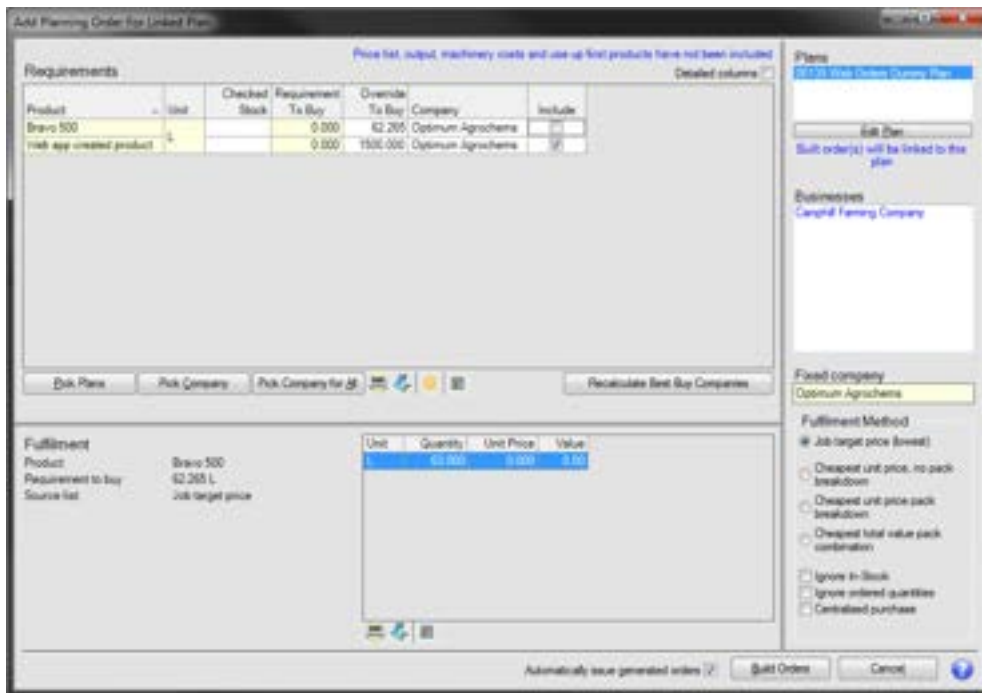 Add Planning Order for Linked Plan
Price list, output, machinery costs and use up first products have not been included
Requirements
Detailed columns
Product Unit Checked Stock Requirement To Buy Override To Buy Company Include
Bravo 500 L 0.000 62.265 Optimum Agrochems
Web app created product 0.000 1500.000 Optimum Agrochems
Pick Plans Pick Company Pick Company for All Recalculate Best Buy Companies
Fulfilment
Product Bravo 500
Requirement to buy 62.265 L
Source list Job target price
Unit Quantity Unit Price Value
L 63.000 0.000 0.00
Plans
Web Orders Dummy Plan
Edit Plan
Built order(s) will be linked to this plan
Businesses
Camphill Farming Company
Fixed company
Optimum Agrochems
Fulfilment Method
Job target price (lowest)
Cheapest unit price, no pack breakdown
Cheapest unit price pack breakdown
Cheapest total value pack combination
Ignore In-Stock
Ignore ordered quantities
Centralised purchase
Automatically issue generated orders
Build Orders Cancel